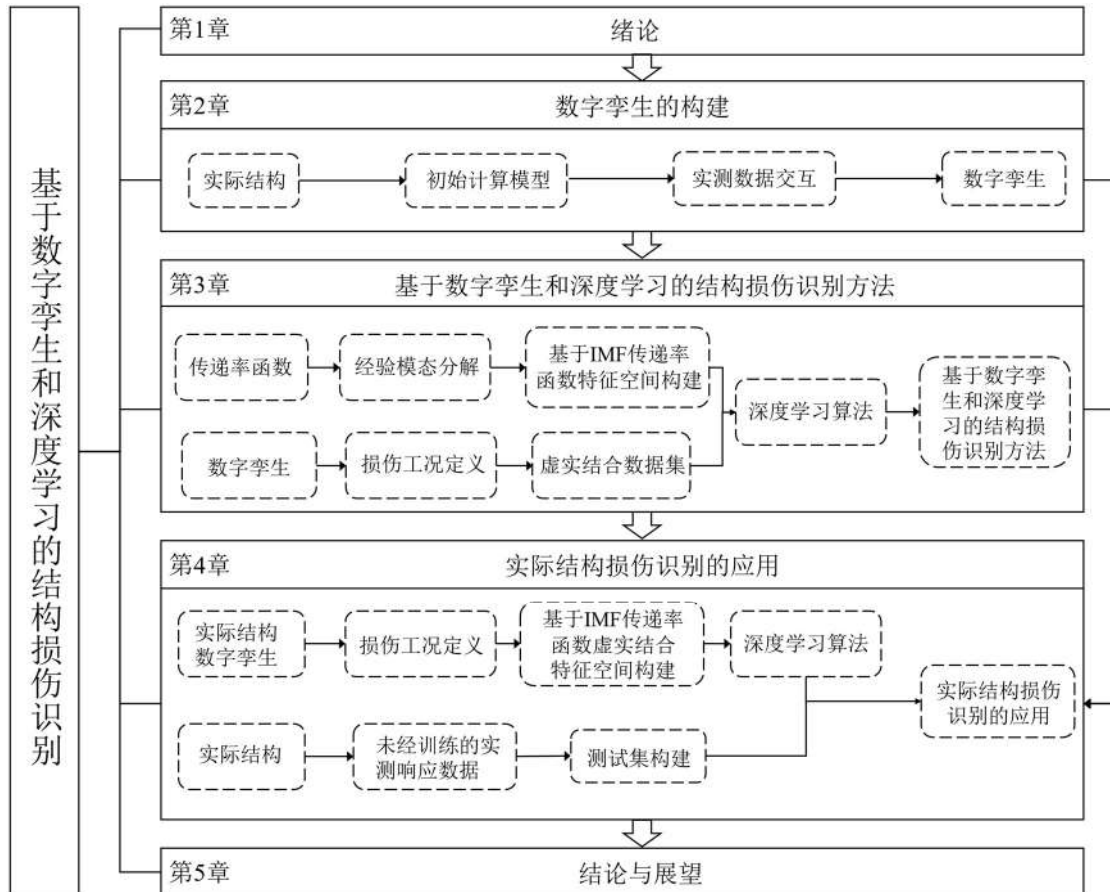 基于数字孪生和深度学习的结构损伤识别
第1章
绪论
第2章
数字孪生的构建
实际结构
初始计算模型
实测数据交互
数字孪生
第3章
基于数字孪生和深度学习的结构损伤识别方法
传递率函数
经验模态分解
基于IMF传递率
函数特征空间构建
数字孪生
损伤工况定义
虚实结合数据集
深度学习算法
基于数字孪
生和深度学
习的结构损
伤识别方法
第4章
实际结构损伤识别的应用
实际结构
数字孪生
损伤工况定义
基于IMF传递率
函数虚实结合
特征空间构建
深度学习算法
实际结构
未经训练的实
测响应数据
测试集构建
实际结构损伤
识别的应用
第5章
结论与展望